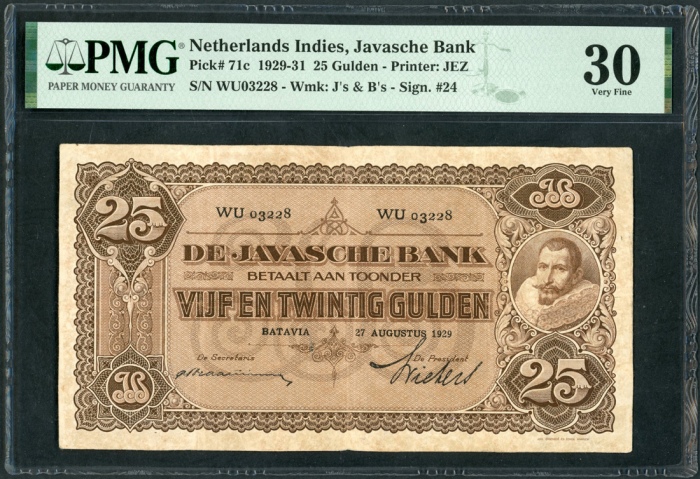 PMG
PAPER MONEY GUARANTY
Netherlands Indies, Javasche Bank
Pick# 71c 1929-31 25 Gulden - Printer: JEZ
S/N WU03228 - Wmk: J's & B's - Sign. #24
30
Very Fine
25
WU 03228 WU 03228
DE JAVASCHE BANK
BETAALT AAN TOONDER
VIJF EN TWINTIG GULDEN
BATAVIA 27 AUGUSTUS 1929
De Secretaris De President
JB
25